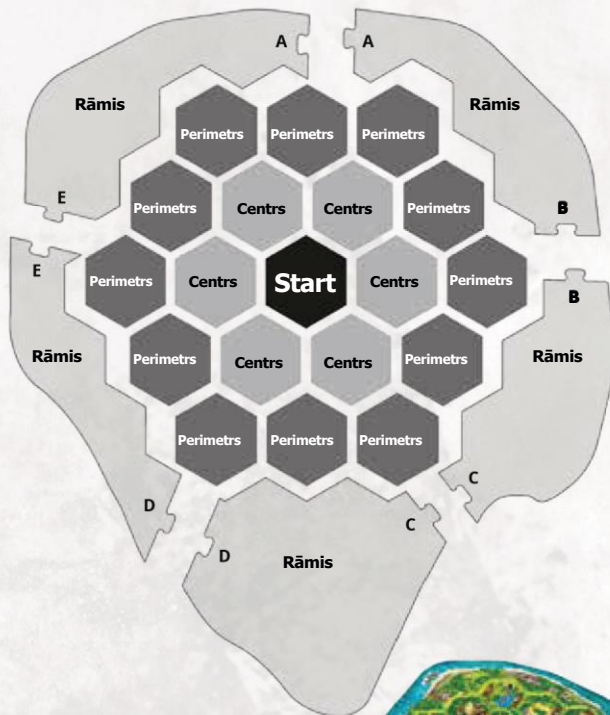 A A
Rāmis Rāmis
Perimetrs Perimetrs Perimetrs
E Perimetrs Centrs Centrs Perimetrs B
E Perimetrs Centrs Start Centrs Perimetrs B
Rāmis Perimetrs Centrs Centrs Perimetrs Rāmis
Perimetrs Perimetrs Perimetrs
D C
D C
Rāmis